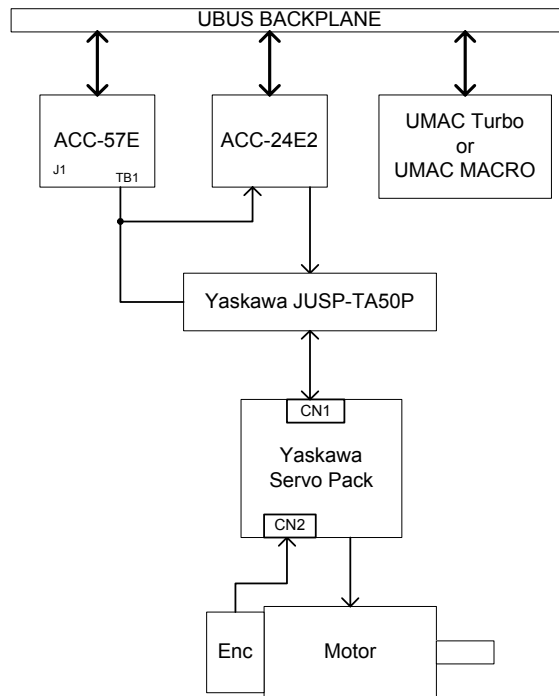 UBUS BACKPLANE
ACC-57E
J1
TB1
ACC-24E2
UMAC Turbo
or
UMAC MACRO
Yaskawa JUSP-TA50P
CN1
Yaskawa
Servo Pack
CN2
Enc
Motor